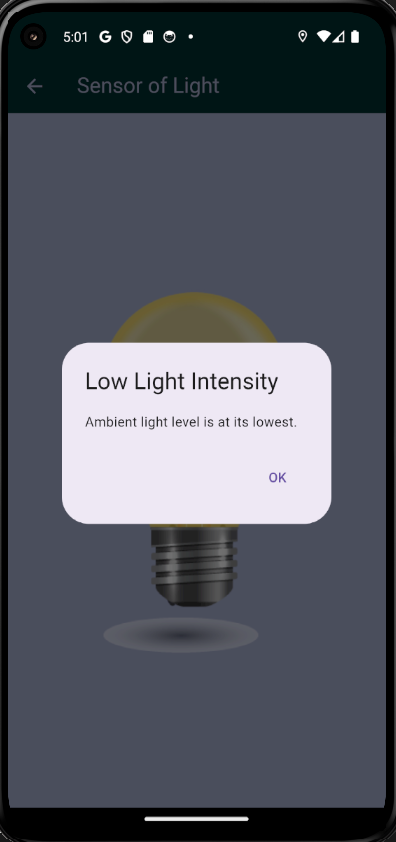 5:01
Sensor of Light
Low Light Intensity
Ambient light level is at its lowest.
OK